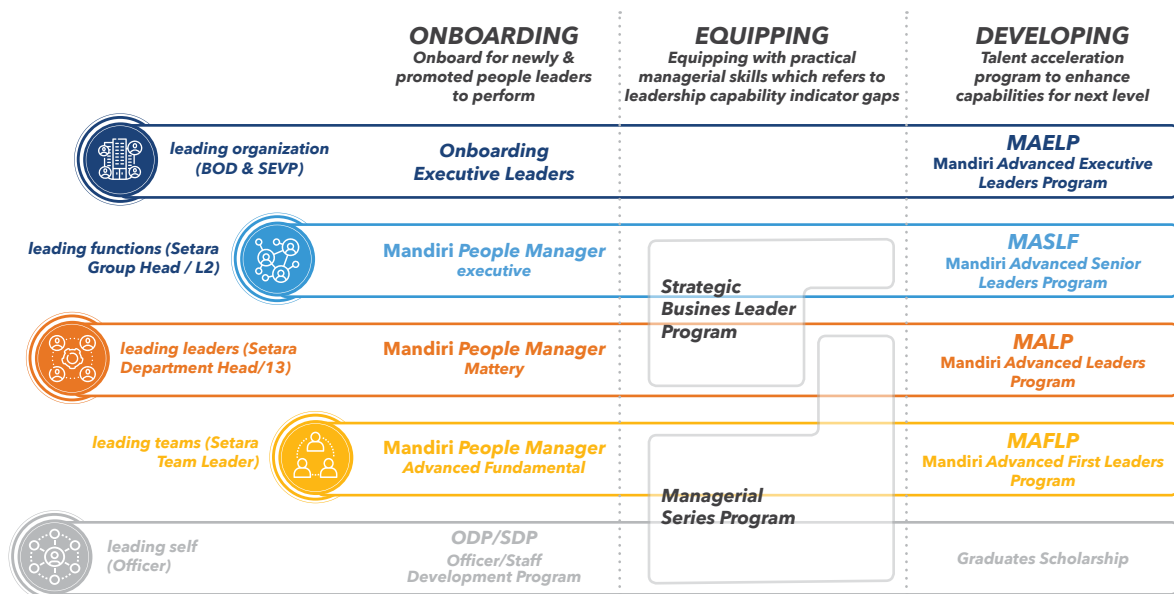 ONBOARDING
Onboard for newly &
promoted people leaders
to perform
EQUIPPING
Equipping with practical
managerial skills which refers to
leadership capability indicator gaps
DEVELOPING
Talent acceleration
program to enhance
capabilities for next level
leading organization
(BOD & SEVP)
Onboarding
Executive Leaders
MAELP
Mandiri Advanced Executive
Leaders Program
leading functions (Setara
Group Head / L2)
Mandiri People Manager
executive
MASLF
Mandiri Advanced Senior
Leaders Program
Strategic
Busines Leader
Program
leading leaders (Setara
Department Head/13)
Mandiri People Manager
Mattery
MALP
Mandiri Advanced Leaders
Program
leading teams (Setara
Team Leader)
Mandiri People Manager
Advanced Fundamental
MAFLP
Mandiri Advanced First Leaders
Program
Managerial
Series Program
leading self
(Officer)
ODP/SDP
Officer/Staff
Development Program
Graduates Scholarship